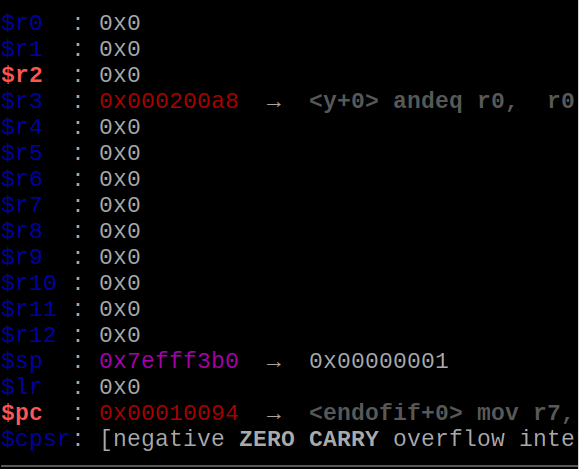 $r0  : 0x0
$r1  : 0x0
$r2  : 0x0
$r3  : 0x000200a8  →  <y+0> andeq r0,  r0
$r4  : 0x0
$r5  : 0x0
$r6  : 0x0
$r7  : 0x0
$r8  : 0x0
$r9  : 0x0
$r10 : 0x0
$r11 : 0x0
$r12 : 0x0
$sp  : 0x7efff3b0  →  0x00000001
$lr  : 0x0
$pc  : 0x00010094  →  <endofif+0> mov r7,
$cpsr: [negative ZERO CARRY overflow inte